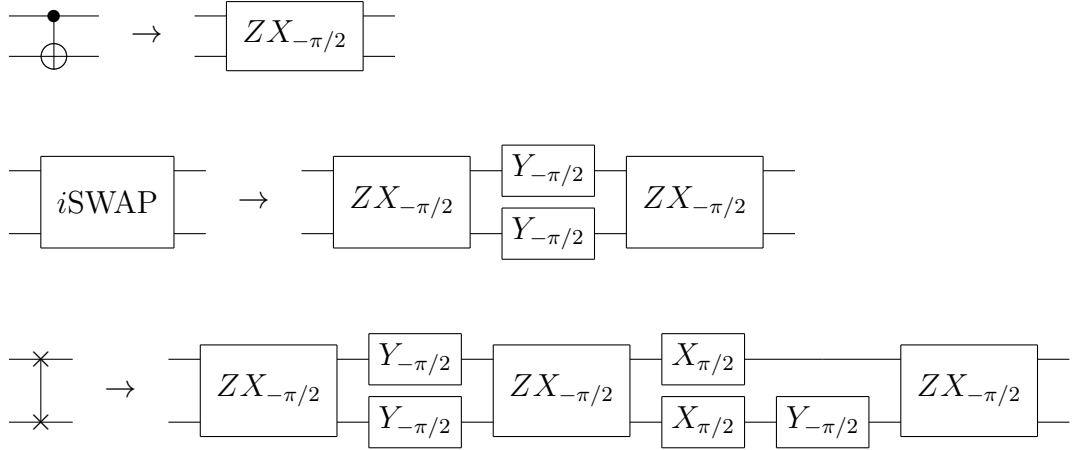 → ZX_{-π/2}
iSWAP → ZX_{-π/2} Y_{-π/2} ZX_{-π/2}
Y_{-π/2}
→ ZX_{-π/2} Y_{-π/2} ZX_{-π/2} X_{π/2} ZX_{-π/2}
Y_{-π/2} X_{π/2} Y_{-π/2}